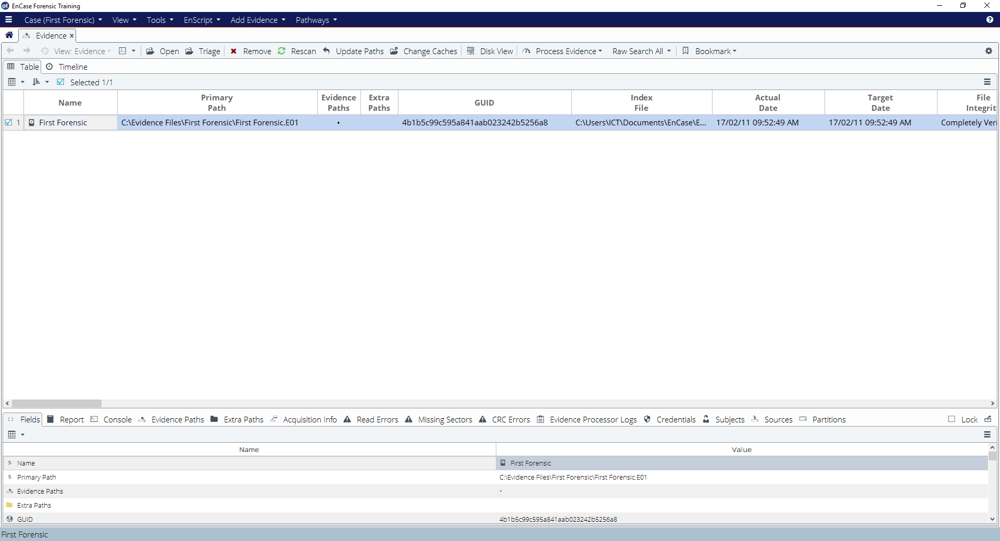 EnCase Forensic Training
Case (First Forensic) View Tools EnScript Add Evidence Pathways
Evidence
View: Evidence Open Triage Remove Rescan Update Paths Change Caches Disk View Process Evidence Raw Search All Bookmark
Table Timeline
Selected 1/1
Name Primary Path Evidence Paths Extra Paths GUID Index File Actual Date Target Date File Integrit
1 First Forensic C:\Evidence Files\First Forensic\First Forensic.E01 • 4b1b5c99c595a841aab023242b5256a8 C:\Users\ICT\Documents\EnCase\E... 17/02/11 09:52:49 AM 17/02/11 09:52:49 AM Completely Veri
Fields Report Console Evidence Paths Extra Paths Acquisition Info Read Errors Missing Sectors CRC Errors Evidence Processor Logs Credentials Subjects Sources Partitions Lock
Name Value
Name First Forensic
Primary Path C:\Evidence Files\First Forensic\First Forensic.E01
Evidence Paths •
Extra Paths
GUID 4b1b5c99c595a841aab023242b5256a8
First Forensic